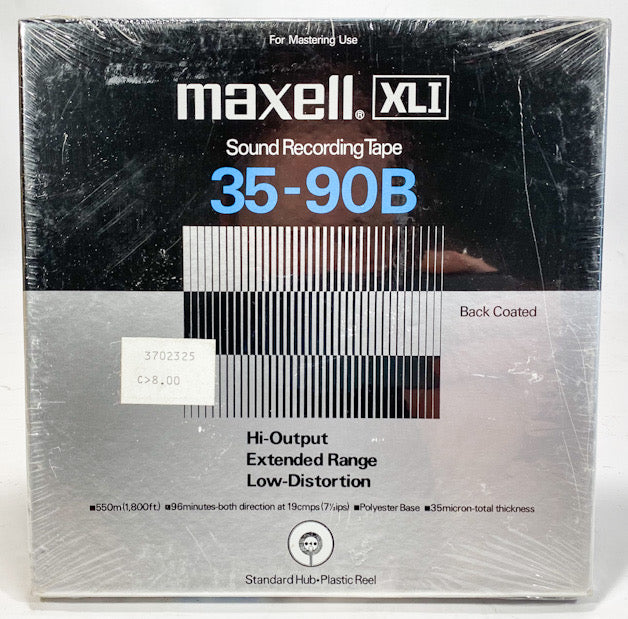 For Mastering Use
maxell® XLI
Sound Recording Tape
35-90B
Back Coated
3702325
C>8.00
Hi-Output
Extended Range
Low-Distortion
■550m(1,800ft.) ■96minutes-both direction at 19cmps(7½ips) ■Polyester Base ■35micron-total thickness
Standard Hub•Plastic Reel